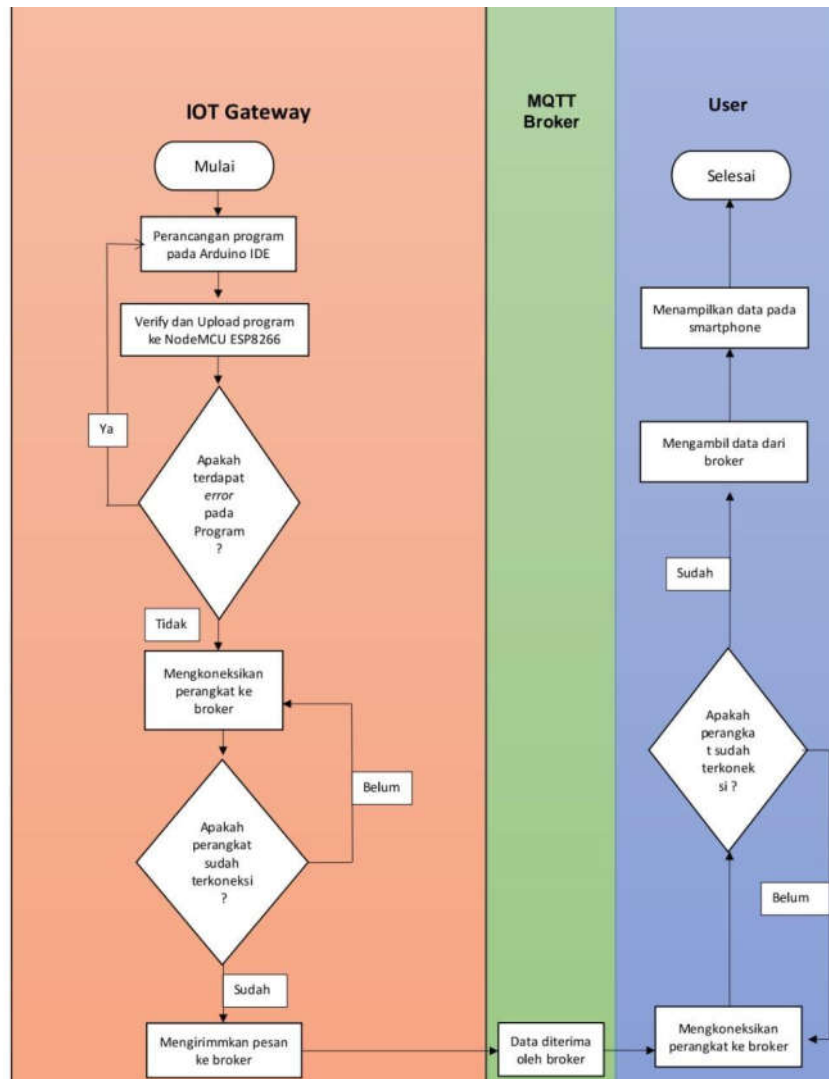 IOT Gateway
Mulai
Perancangan program
pada Arduino IDE
Verify dan Upload program
ke NodeMCU ESP8266
Ya
Apakah
terdapat
error
pada
Program
?
Tidak
Mengkoneksikan
perangkat ke
broker
Belum
Apakah
perangkat
sudah
terkoneksi
?
Sudah
Mengirimmkan pesan
ke broker
MQTT
Broker
Data diterima
oleh broker
User
Selesai
Menampilkan data pada
smartphone
Mengambil data dari
broker
Sudah
Apakah
perangka
t sudah
terkonek
si ?
Belum
Mengkoneksikan
perangkat ke broker